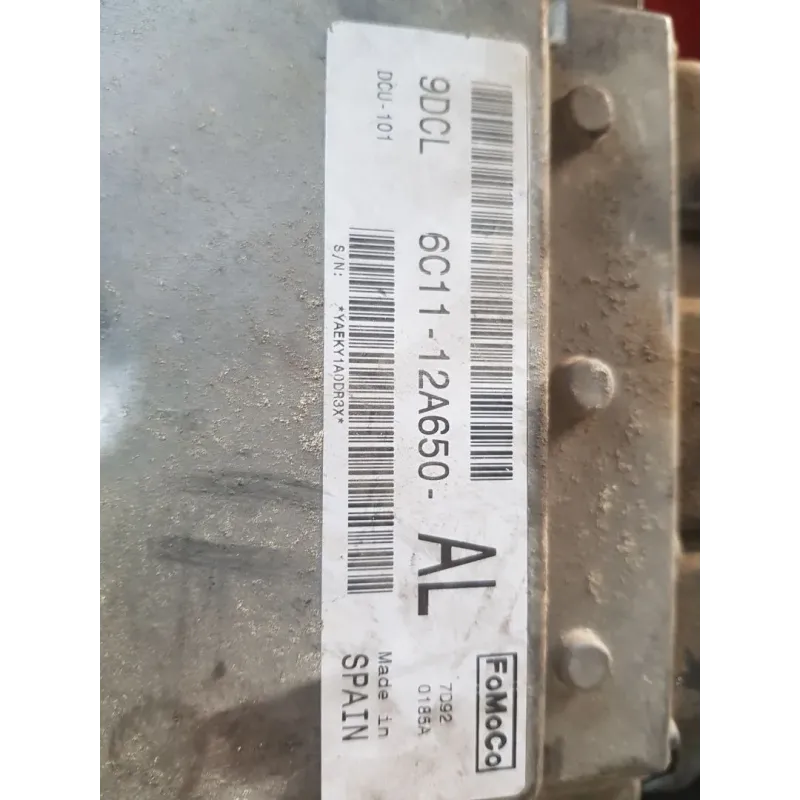 9DCL 6C11-12A650-AL
DCU-101
S/N: *YAEKY1A0DR3X*
FoMoCo
7D92
0185A
Made in
SPAIN